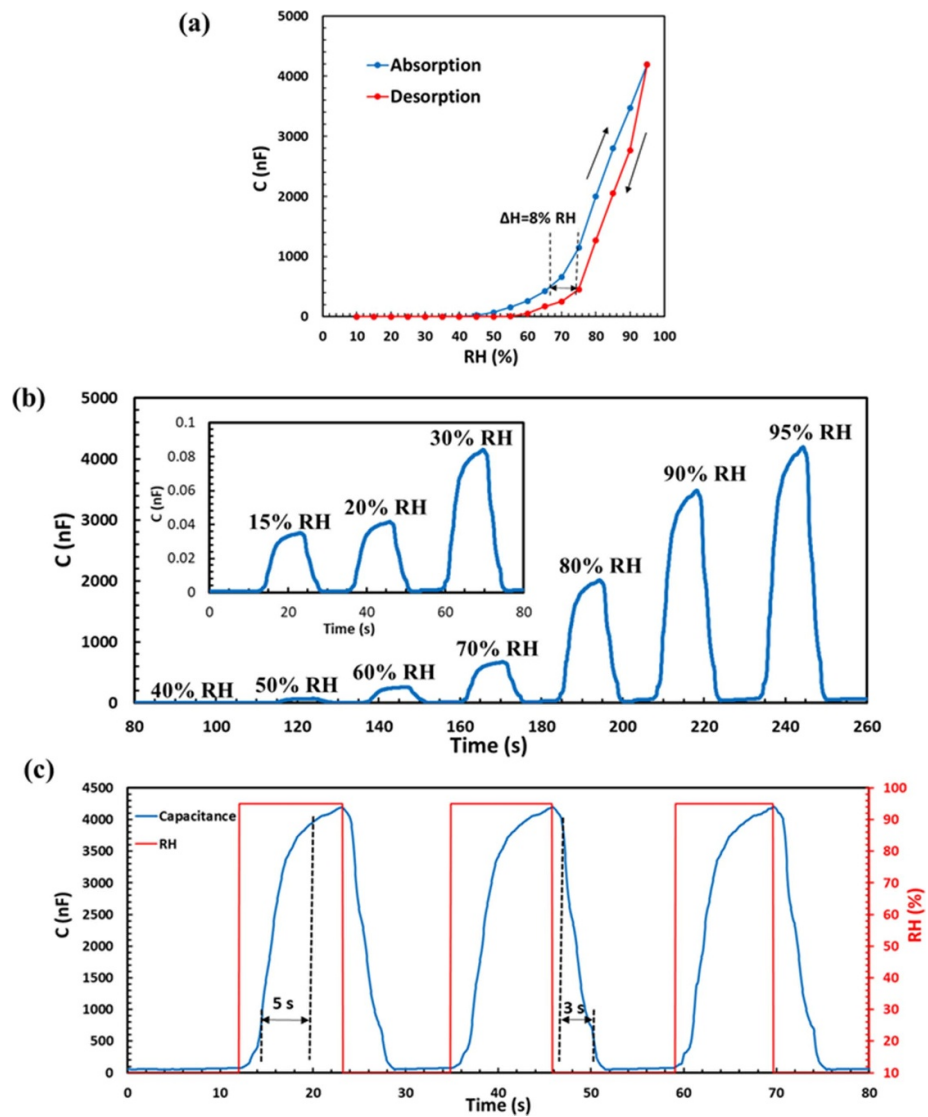 (a)
5000
4000
3000
2000
1000
0
C (nF)
Absorption
Desorption
ΔH=8% RH
0 10 20 30 40 50 60 70 80 90 100
RH (%)
(b)
5000
4000
3000
2000
1000
0
C (nF)
0.1
0.08
0.06
0.04
0.02
0
C (nF)
15% RH
20% RH
30% RH
0 20 40 60 80
Time (s)
40% RH
50% RH
60% RH
70% RH
80% RH
90% RH
95% RH
80 100 120 140 160 180 200 220 240 260
Time (s)
(c)
4500
4000
3500
3000
2500
2000
1500
1000
500
0
C (nF)
Capacitance
RH
5 s
3 s
100
90
80
70
60
50
40
30
20
10
RH (%)
0 10 20 30 40 50 60 70 80
Time (s)